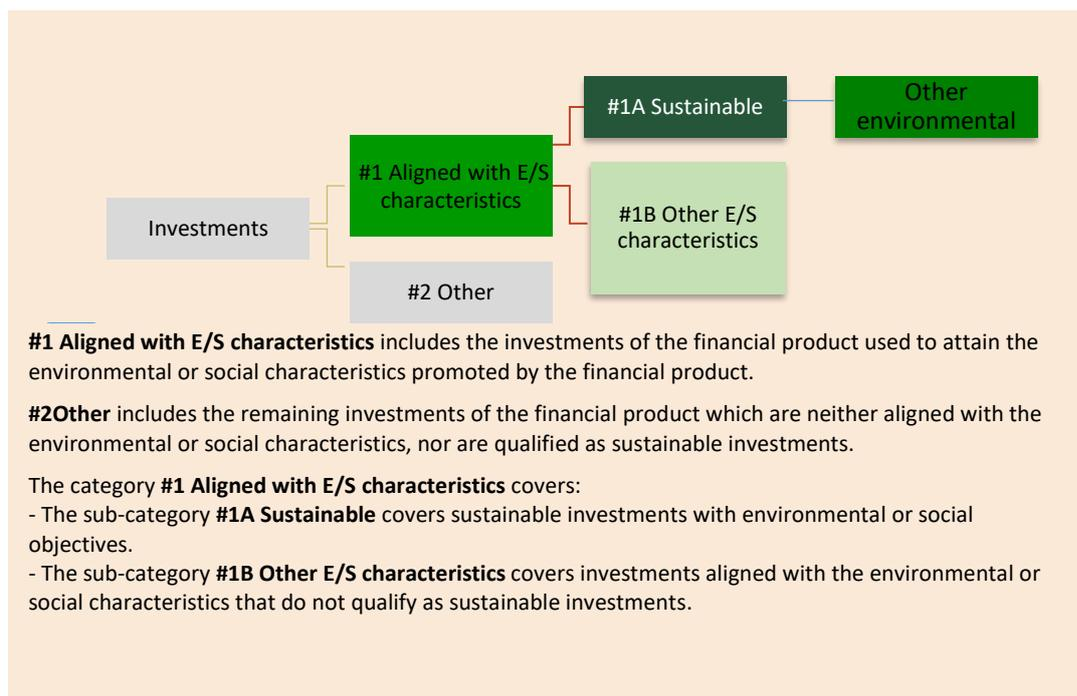 #1A Sustainable
Other
environmental
#1 Aligned with E/S
characteristics
#1B Other E/S
characteristics
Investments
#2 Other
#1 Aligned with E/S characteristics includes the investments of the financial product used to attain the
environmental or social characteristics promoted by the financial product.
#2Other includes the remaining investments of the financial product which are neither aligned with the
environmental or social characteristics, nor are qualified as sustainable investments.
The category #1 Aligned with E/S characteristics covers:
- The sub-category #1A Sustainable covers sustainable investments with environmental or social
objectives.
- The sub-category #1B Other E/S characteristics covers investments aligned with the environmental or
social characteristics that do not qualify as sustainable investments.